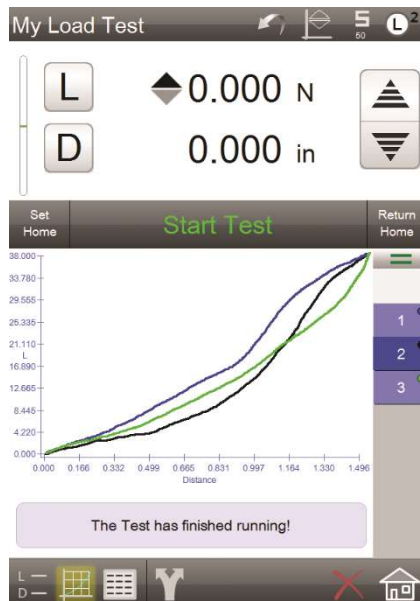 My Load Test
S
50
L2
L
0.000 N
D
0.000 in
Set
Home
Start Test
Return
Home
38.000
33.780
29.555
25.335
21.110
L
16.890
12.665
8.445
4.220
0.000
0.000 0.166 0.332 0.499 0.665 0.831 0.997 1.164 1.330 1.496
Distance
1
2
3
The Test has finished running!
L
D